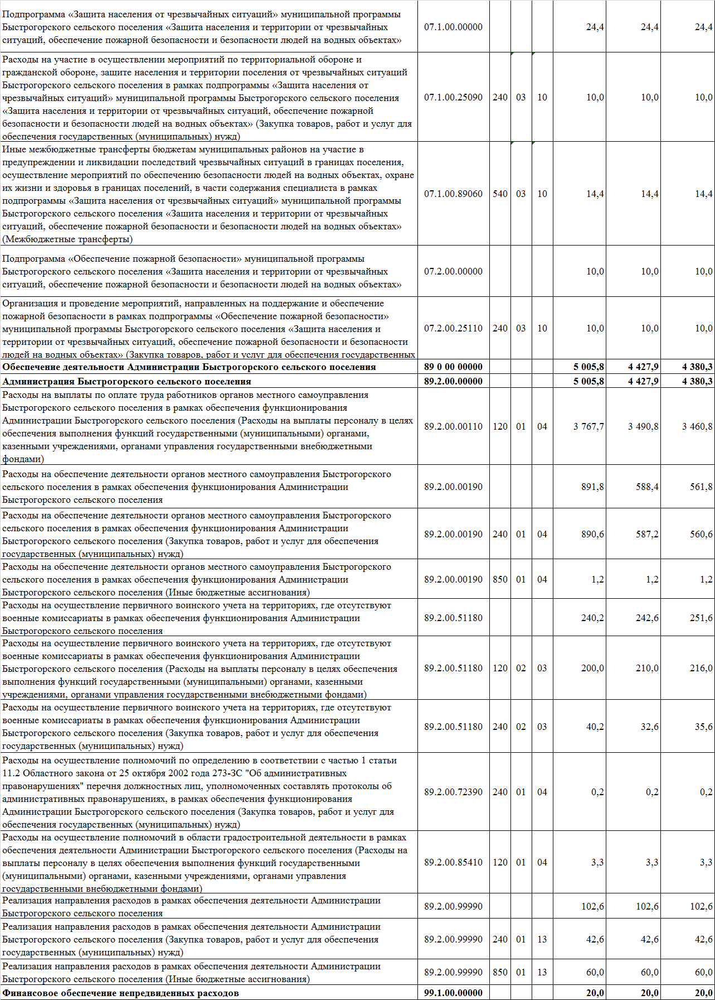 Подпрограмма «Защита населения от чрезвычайных ситуаций» муниципальной программы
Быстрогорского сельского поселения «Защита населения и территории от чрезвычайных
ситуаций, обеспечение пожарной безопасности и безопасности людей на водных объектах»
07.1.00.00000 24,4 24,4 24,4
Расходы на участие в осуществлении мероприятий по территориальной обороне и
гражданской обороне, защите населения и территории поселения от чрезвычайных ситуаций
Быстрогорского сельского поселения в рамках подпрограммы «Защита населения от
чрезвычайных ситуаций» муниципальной программы Быстрогорского сельского поселения
«Защита населения и территории от чрезвычайных ситуаций, обеспечение пожарной
безопасности и безопасности людей на водных объектах» (Закупка товаров, работ и услуг для
обеспечения государственных (муниципальных) нужд)
07.1.00.25090 240 03 10 10,0 10,0 10,0
Иные межбюджетные трансферты бюджетам муниципальных районов на участие в
предупреждении и ликвидации последствий чрезвычайных ситуаций в границах поселения,
осуществление мероприятий по обеспечению безопасности людей на водных объектах, охране
их жизни и здоровья в границах поселений, в части содержания специалиста в рамках
подпрограммы «Защита населения от чрезвычайных ситуаций» муниципальной программы
Быстрогорского сельского поселения «Защита населения и территории от чрезвычайных
ситуаций, обеспечение пожарной безопасности и безопасности людей на водных объектах»
(Межбюджетные трансферты)
07.1.00.89060 540 03 10 14,4 14,4 14,4
Подпрограмма «Обеспечение пожарной безопасности» муниципальной программы
Быстрогорского сельского поселения «Защита населения и территории от чрезвычайных
ситуаций, обеспечение пожарной безопасности и безопасности людей на водных объектах»
07.2.00.00000 10,0 10,0 10,0
Организация и проведение мероприятий, направленных на поддержание и обеспечение
пожарной безопасности в рамках подпрограммы «Обеспечение пожарной безопасности»
муниципальной программы Быстрогорского сельского поселения «Защита населения и
территории от чрезвычайных ситуаций, обеспечение пожарной безопасности и безопасности
людей на водных объектах» (Закупка товаров, работ и услуг для обеспечения государственных
07.2.00.25110 240 03 10 10,0 10,0 10,0
Обеспечение деятельности Администрации Быстрогорского сельского поселения 89 0 00 00000 5 005,8 4 427,9 4 380,3
Администрация Быстрогорского сельского поселения 89.2.00.00000 5 005,8 4 427,9 4 380,3
Расходы на выплаты по оплате труда работников органов местного самоуправления
Быстрогорского сельского поселения в рамках обеспечения функционирования
Администрации Быстрогорского сельского поселения (Расходы на выплаты персоналу в целях
обеспечения выполнения функций государственными (муниципальными) органами,
казенными учреждениями, органами управления государственными внебюджетными
фондами)
89.2.00.00110 120 01 04 3 767,7 3 490,8 3 460,8
Расходы на обеспечение деятельности органов местного самоуправления Быстрогорского
сельского поселения в рамках обеспечения функционирования Администрации
Быстрогорского сельского поселения
89.2.00.00190 891,8 588,4 561,8
Расходы на обеспечение деятельности органов местного самоуправления Быстрогорского
сельского поселения в рамках обеспечения функционирования Администрации
Быстрогорского сельского поселения (Закупка товаров, работ и услуг для обеспечения
государственных (муниципальных) нужд)
89.2.00.00190 240 01 04 890,6 587,2 560,6
Расходы на обеспечение деятельности органов местного самоуправления Быстрогорского
сельского поселения в рамках обеспечения функционирования Администрации
Быстрогорского сельского поселения (Иные бюджетные ассигнования)
89.2.00.00190 850 01 04 1,2 1,2 1,2
Расходы на осуществление первичного воинского учета на территориях, где отсутствуют
военные комиссариаты в рамках обеспечения функционирования Администрации
Быстрогорского сельского поселения
89.2.00.51180 240,2 242,6 251,6
Расходы на осуществление первичного воинского учета на территориях, где отсутствуют
военные комиссариаты в рамках обеспечения функционирования Администрации
Быстрогорского сельского поселения (Расходы на выплаты персоналу в целях обеспечения
выполнения функций государственными (муниципальными) органами, казенными
учреждениями, органами управления государственными внебюджетными фондами)
89.2.00.51180 120 02 03 200,0 210,0 216,0
Расходы на осуществление первичного воинского учета на территориях, где отсутствуют
военные комиссариаты в рамках обеспечения функционирования Администрации
Быстрогорского сельского поселения (Закупка товаров, работ и услуг для обеспечения
государственных (муниципальных) нужд)
89.2.00.51180 240 02 03 40,2 32,6 35,6
Расходы на осуществление полномочий по определению в соответствии с частью 1 статьи
11.2 Областного закона от 25 октября 2002 года 273-ЗС "Об административных
правонарушениях" перечня должностных лиц, уполномоченных составлять протоколы об
административных правонарушениях, в рамках обеспечения функционирования
Администрации Быстрогорского сельского поселения (Закупка товаров, работ и услуг для
обеспечения государственных (муниципальных) нужд)
89.2.00.72390 240 01 04 0,2 0,2 0,2
Расходы на осуществление полномочий в области градостроительной деятельности в рамках
обеспечения деятельности Администрации Быстрогорского сельского поселения (Расходы на
выплаты персоналу в целях обеспечения выполнения функций государственными
(муниципальными) органами, казенными учреждениями, органами управления
государственными внебюджетными фондами)
89.2.00.85410 120 01 04 3,3 3,3 3,3
Реализация направления расходов в рамках обеспечения деятельности Администрации
Быстрогорского сельского поселения
89.2.00.99990 102,6 102,6 102,6
Реализация направления расходов в рамках обеспечения деятельности Администрации
Быстрогорского сельского поселения (Закупка товаров, работ и услуг для обеспечения
государственных (муниципальных) нужд)
89.2.00.99990 240 01 13 42,6 42,6 42,6
Реализация направления расходов в рамках обеспечения деятельности Администрации
Быстрогорского сельского поселения (Иные бюджетные ассигнования)
89.2.00.99990 850 01 13 60,0 60,0 60,0
Финансовое обеспечение непредвиденных расходов 99.1.00.00000 20,0 20,0 20,0